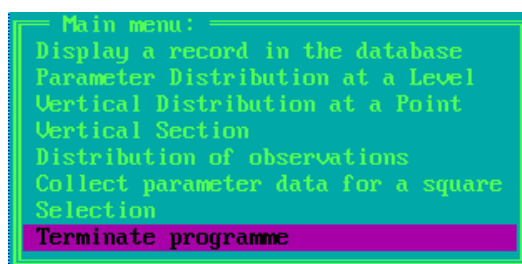 Main menu:
Display a record in the database
Parameter Distribution at a Level
Vertical Distribution at a Point
Vertical Section
Distribution of observations
Collect parameter data for a square
Selection
Terminate programme